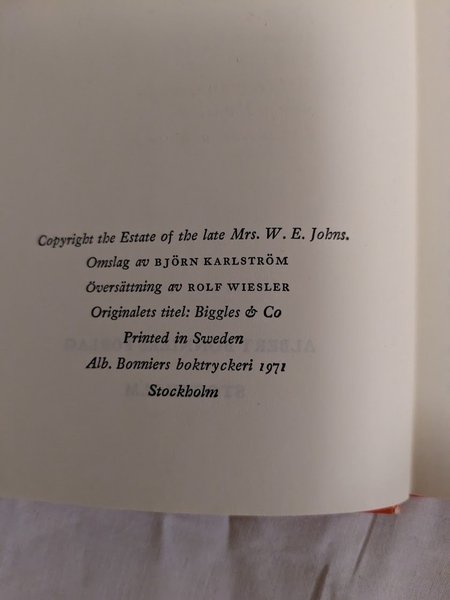 Copyright the Estate of the late Mrs. W. E. Johns.
Omslag av BJÖRN KARLSTRÖM
Översättning av ROLF WIESLER
Originalets titel: Biggles & Co
Printed in Sweden
Alb. Bonniers boktryckeri 1971
Stockholm